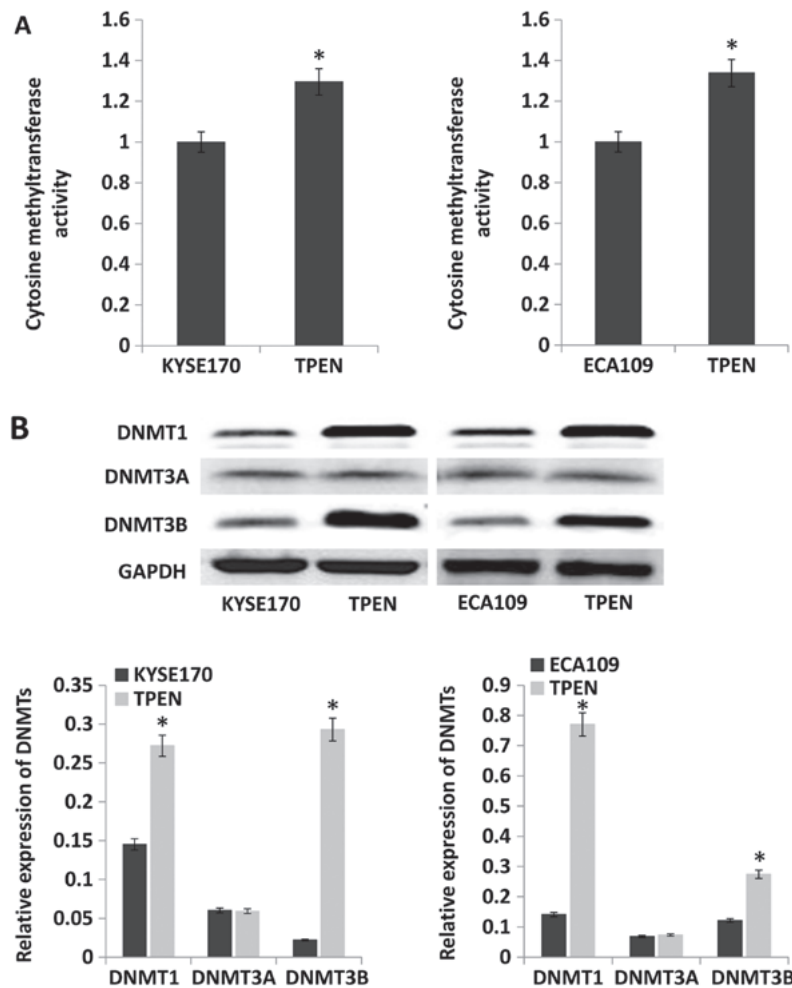 A
Cytosine methyltransferase
activity
1.6
1.4
1.2
1
0.8
0.6
0.4
0.2
0
*
KYSE170 TPEN
Cytosine methyltransferase
activity
1.6
1.4
1.2
1
0.8
0.6
0.4
0.2
0
*
ECA109 TPEN
B
DNMT1
DNMT3A
DNMT3B
GAPDH
KYSE170 TPEN ECA109 TPEN
KYSE170
TPEN
Relative expression of DNMTs
0.35
0.3
0.25
0.2
0.15
0.1
0.05
0
* *
DNMT1 DNMT3A DNMT3B
ECA109
TPEN
Relative expression of DNMTs
0.9
0.8
0.7
0.6
0.5
0.4
0.3
0.2
0.1
0
* *
DNMT1 DNMT3A DNMT3B